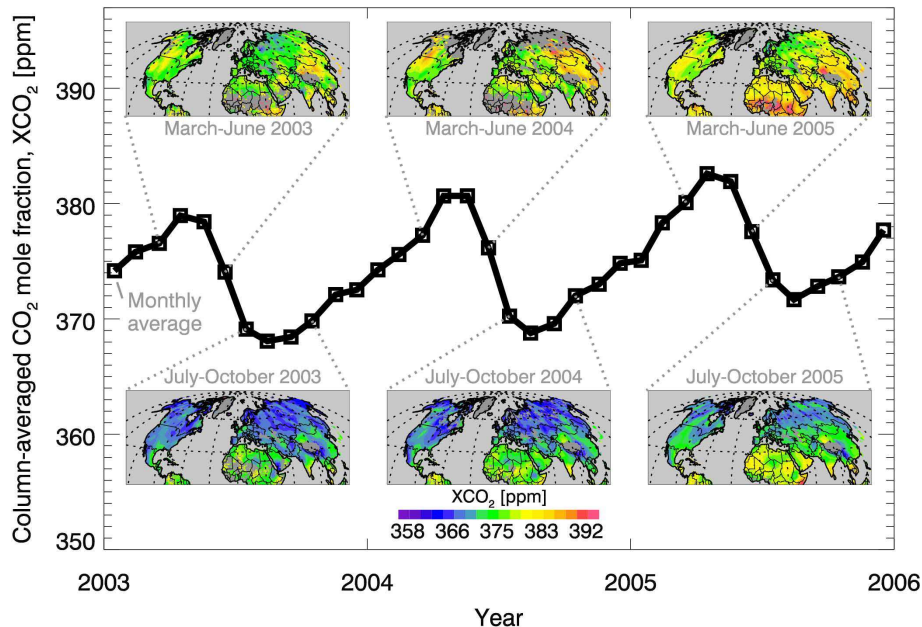 Column-averaged CO₂ mole fraction, XCO₂ [ppm]
390
380
370
360
350
March-June 2003
March-June 2004
March-June 2005
Monthly
average
July-October 2003
July-October 2004
July-October 2005
XCO₂ [ppm]
358 366 375 383 392
2003 2004 2005 2006
Year